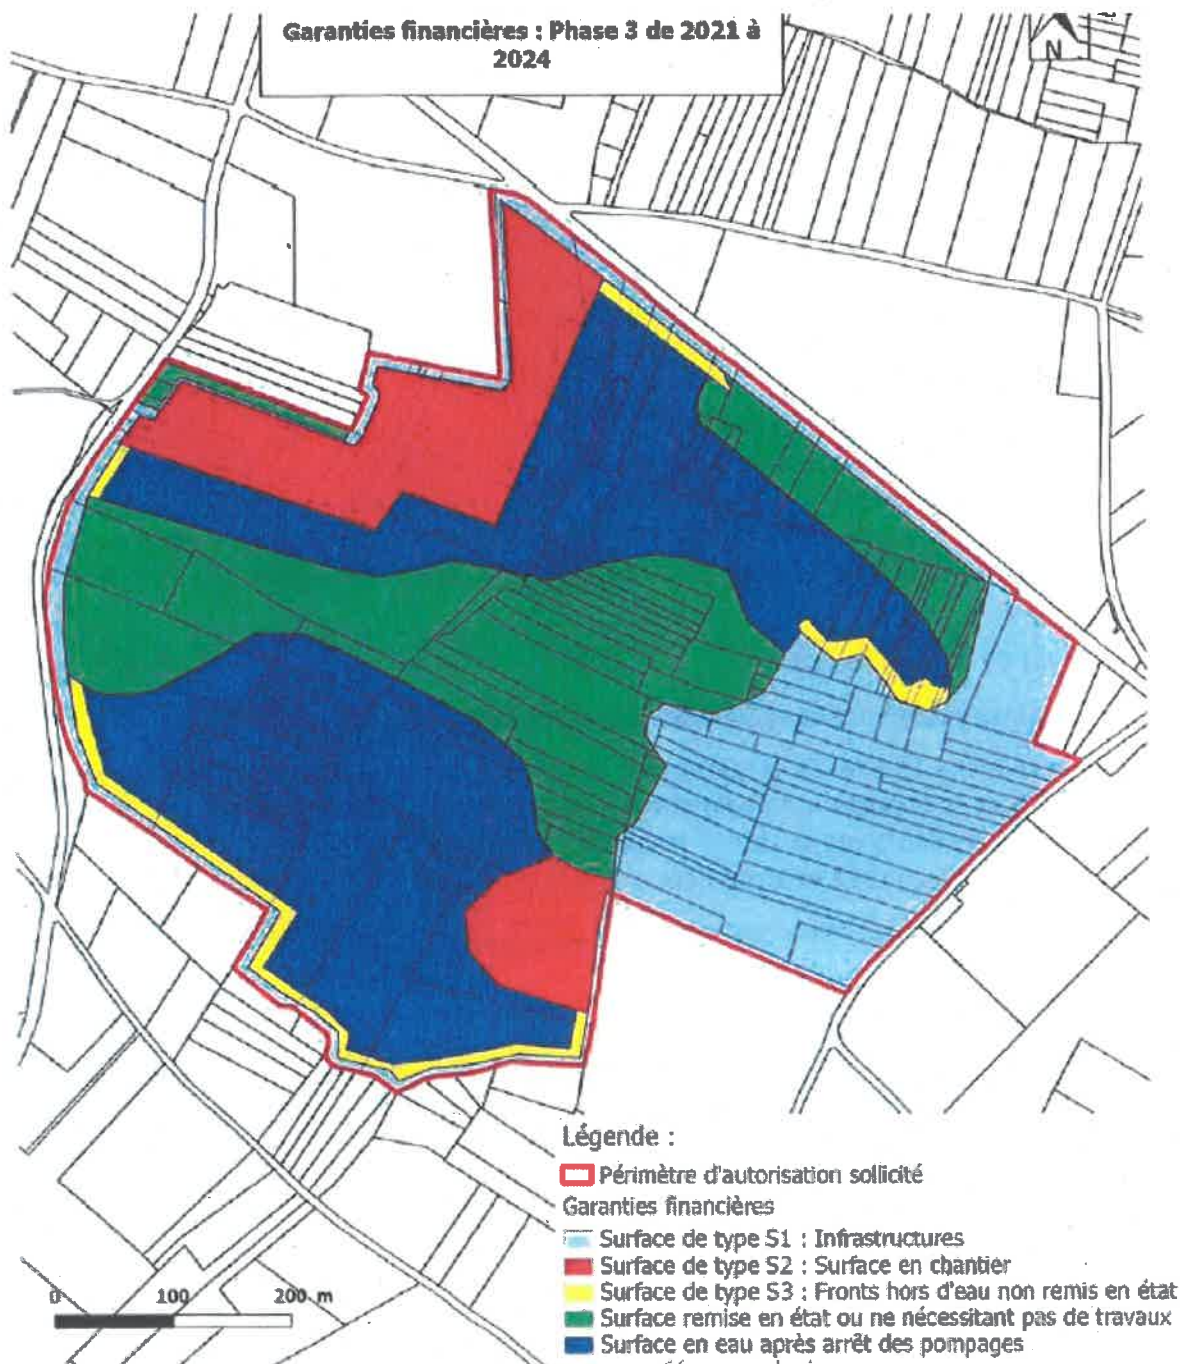 Garanties financières : Phase 3 de 2021 à
2024
N
Légende :
Périmètre d'autorisation sollicité
Garanties financières
Surface de type S1 : Infrastructures
Surface de type S2 : Surface en chantier
Surface de type S3 : Fronts hors d'eau non remis en état
Surface remise en état ou ne nécessitant pas de travaux
Surface en eau après arrêt des pompages
0 100 200 m